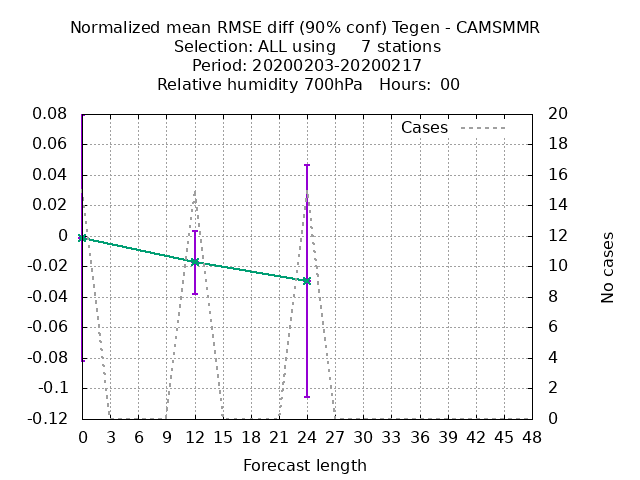 Normalized mean RMSE diff (90% conf) Tegen - CAMSMMR
Selection: ALL using     7 stations
Period: 20200203-20200217
Relative humidity 700hPa   Hours:  00
Cases
0.08
0.06
0.04
0.02
0
-0.02
-0.04
-0.06
-0.08
-0.1
-0.12
20
18
16
14
12
10
8
6
4
2
0
No cases
0 3 6 9 12 15 18 21 24 27 30 33 36 39 42 45 48
Forecast length